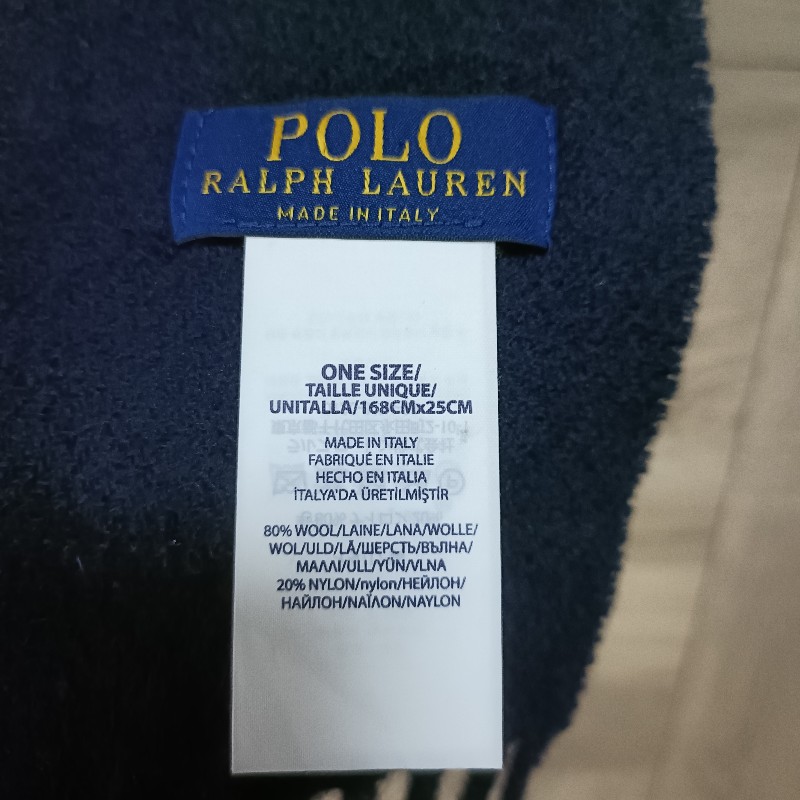 POLO
RALPH LAUREN
MADE IN ITALY
ONE SIZE/
TAILLE UNIQUE/
UNITALLA/168CMx25CM
MADE IN ITALY
FABRIQUÉ EN ITALIE
HECHO EN ITALIA
İTALYA'DA ÜRETİLMİŞTİR
80% WOOL/LAINE/LANA/WOLLE/
WOL/ULD/LÃ/ШЕРСТЬ/ВЪЛНА/
ΜΑΛΛΙ/ULL/YÜN/VLNA
20% NYLON/nylon/НЕЙЛОН/
НАЙЛОН/ΝΑΪΛΟΝ/NAYLON